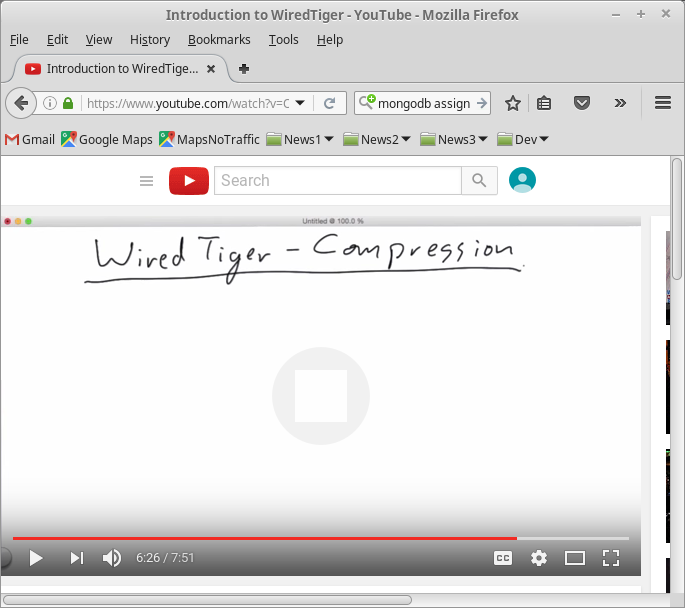 Introduction to WiredTiger - YouTube - Mozilla Firefox
File Edit View History Bookmarks Tools Help
Introduction to WiredTige...
https://www.youtube.com/watch?v=C
mongodb assign
Gmail Google Maps MapsNoTraffic News1 News2 News3 Dev
Search
Untitled @ 100.0 %
Wired Tiger - Compression
6:26 / 7:51
CC